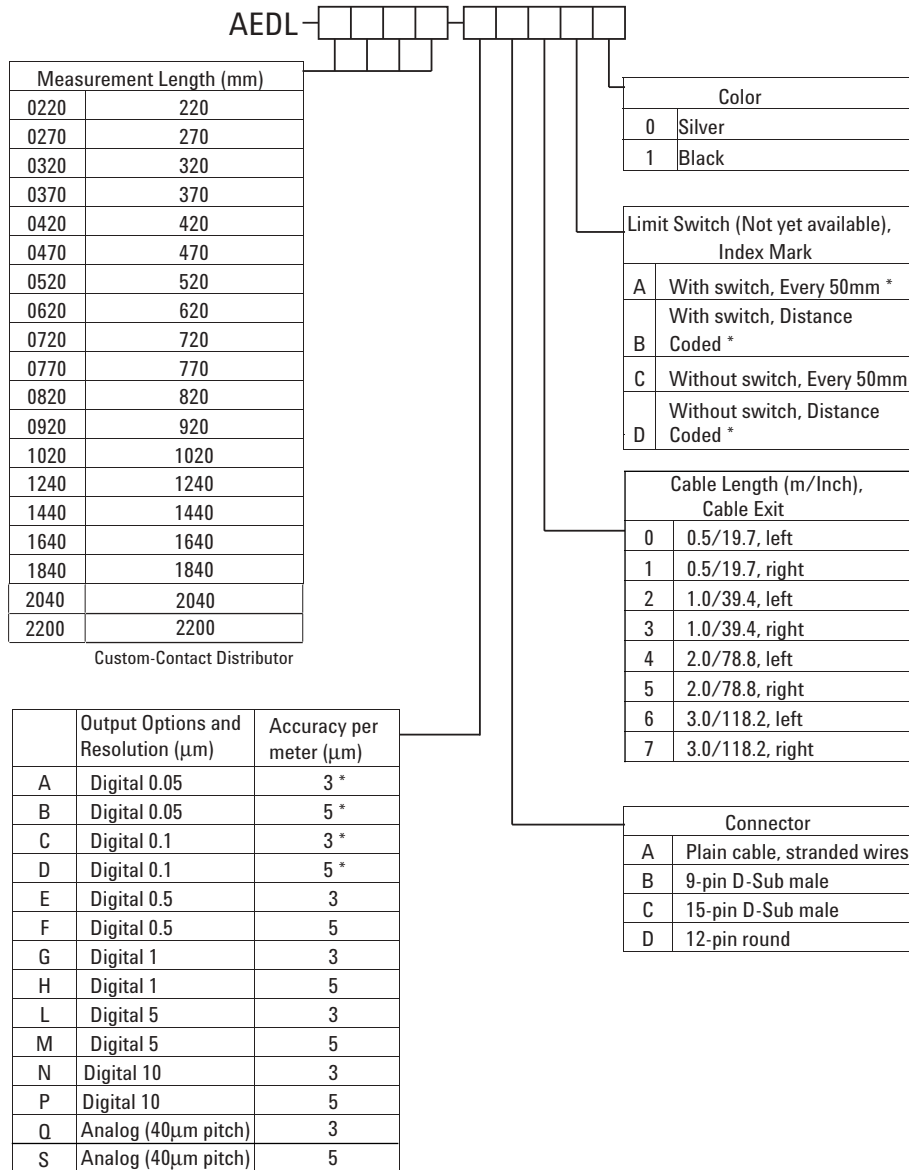 AEDL
Measurement Length (mm)
0220 220
0270 270
0320 320
0370 370
0420 420
0470 470
0520 520
0620 620
0720 720
0770 770
0820 820
0920 920
1020 1020
1240 1240
1440 1440
1640 1640
1840 1840
2040 2040
2200 2200
Custom-Contact Distributor
Output Options and
Resolution (μm)
Accuracy per
meter (μm)
A Digital 0.05 3 *
B Digital 0.05 5 *
C Digital 0.1 3 *
D Digital 0.1 5 *
E Digital 0.5 3
F Digital 0.5 5
G Digital 1 3
H Digital 1 5
L Digital 5 3
M Digital 5 5
N Digital 10 3
P Digital 10 5
Q Analog (40μm pitch) 3
S Analog (40μm pitch) 5
Color
0 Silver
1 Black
Limit Switch (Not yet available),
Index Mark
A With switch, Every 50mm *
With switch, Distance
B Coded *
C Without switch, Every 50mm
Without switch, Distance
D Coded *
Cable Length (m/Inch),
Cable Exit
0 0.5/19.7, left
1 0.5/19.7, right
2 1.0/39.4, left
3 1.0/39.4, right
4 2.0/78.8, left
5 2.0/78.8, right
6 3.0/118.2, left
7 3.0/118.2, right
Connector
A Plain cable, stranded wires
B 9-pin D-Sub male
C 15-pin D-Sub male
D 12-pin round